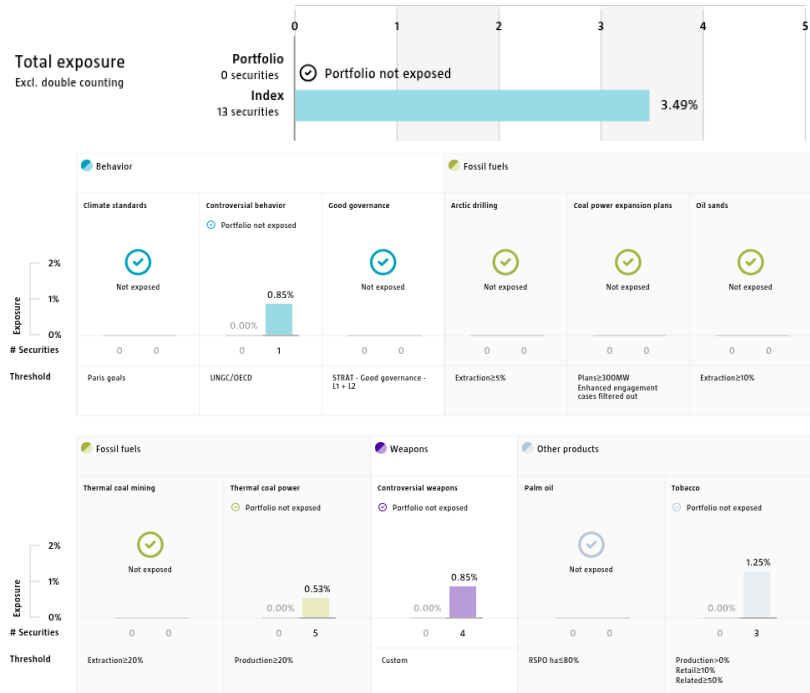 0 1 2 3 4 5
Total exposure
Excl. double counting
Portfolio
0 securities
Portfolio not exposed
Index
13 securities
3.49%
Behavior
Fossil fuels
Climate standards
Controversial behavior
Good governance
Arctic drilling
Coal power expansion plans
Oil sands
Portfolio not exposed
Not exposed
Not exposed
Not exposed
Not exposed
Not exposed
Exposure
2%
1%
0%
0.00%
0.85%
# Securities
0 0
0 1
0 0
0 0
0 0
0 0
Threshold
Paris goals
UNGC/OECD
STRAT - Good governance -
L1 + L2
Extraction≥5%
Plans≥300MW
Enhanced engagement
cases filtered out
Extraction≥10%
Fossil fuels
Weapons
Other products
Thermal coal mining
Thermal coal power
Controversial weapons
Palm oil
Tobacco
Portfolio not exposed
Portfolio not exposed
Portfolio not exposed
Not exposed
Not exposed
Exposure
2%
1%
0%
0.00%
0.53%
0.00%
0.85%
0.00%
1.25%
# Securities
0 0
0 5
0 4
0 0
0 3
Threshold
Extraction≥20%
Production≥20%
Custom
RSPO ha≤80%
Production>0%
Retail≥10%
Related≥50%